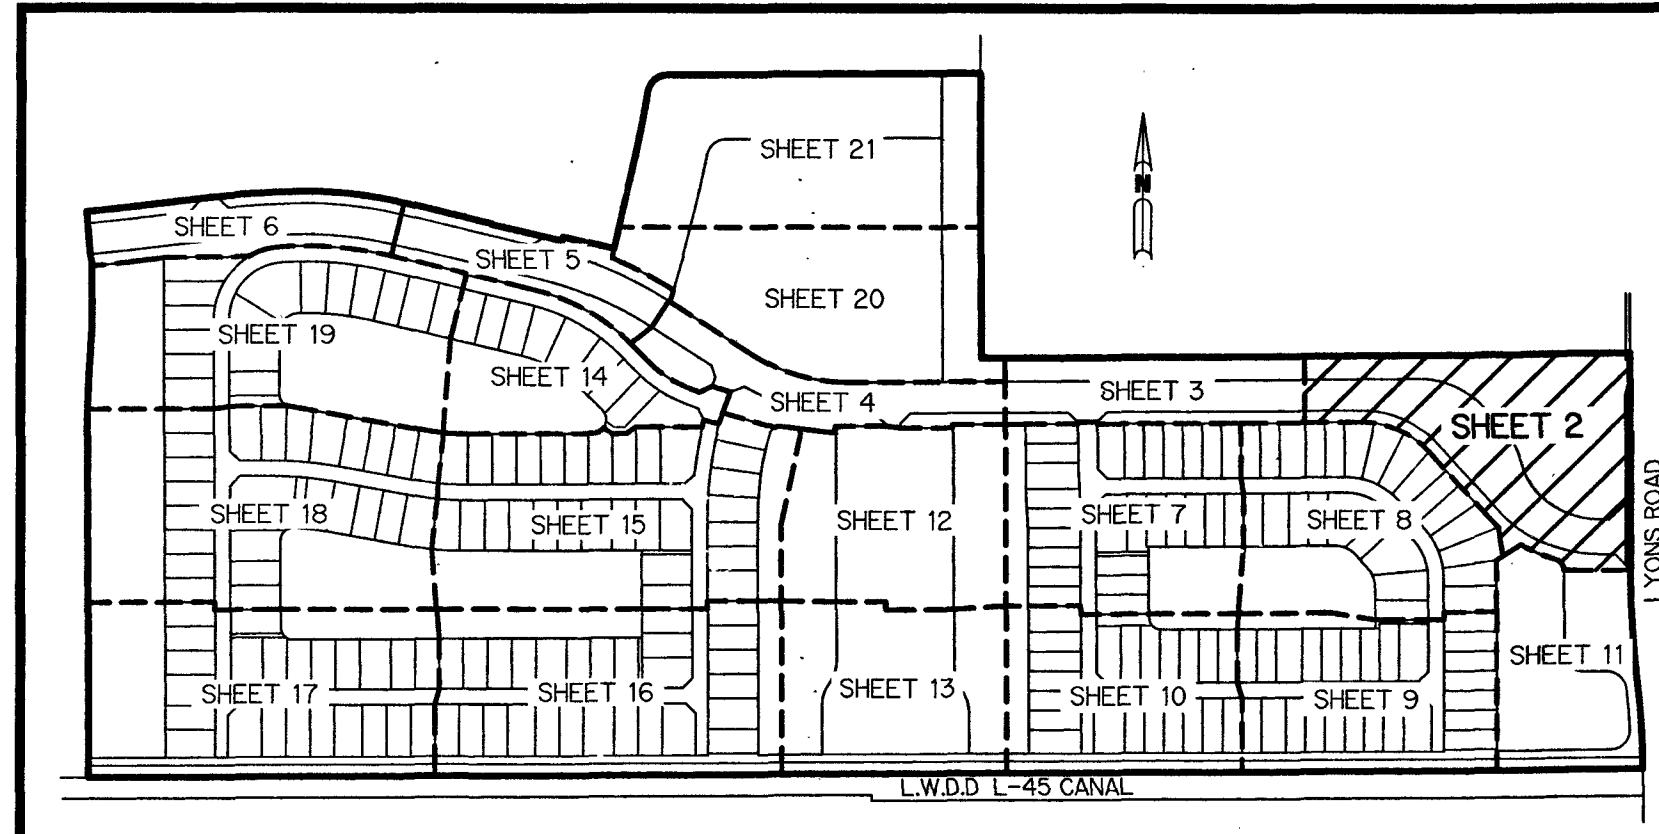 SHEET 21
N
SHEET 6
SHEET 5
SHEET 20
SHEET 19
SHEET 14
SHEET 4
SHEET 3
SHEET 2
SHEET 18
SHEET 15
SHEET 12
SHEET 7
SHEET 8
LYONS ROAD
SHEET 11
SHEET 17
SHEET 16
SHEET 13
SHEET 10
SHEET 9
L.W.D.D L-45 CANAL